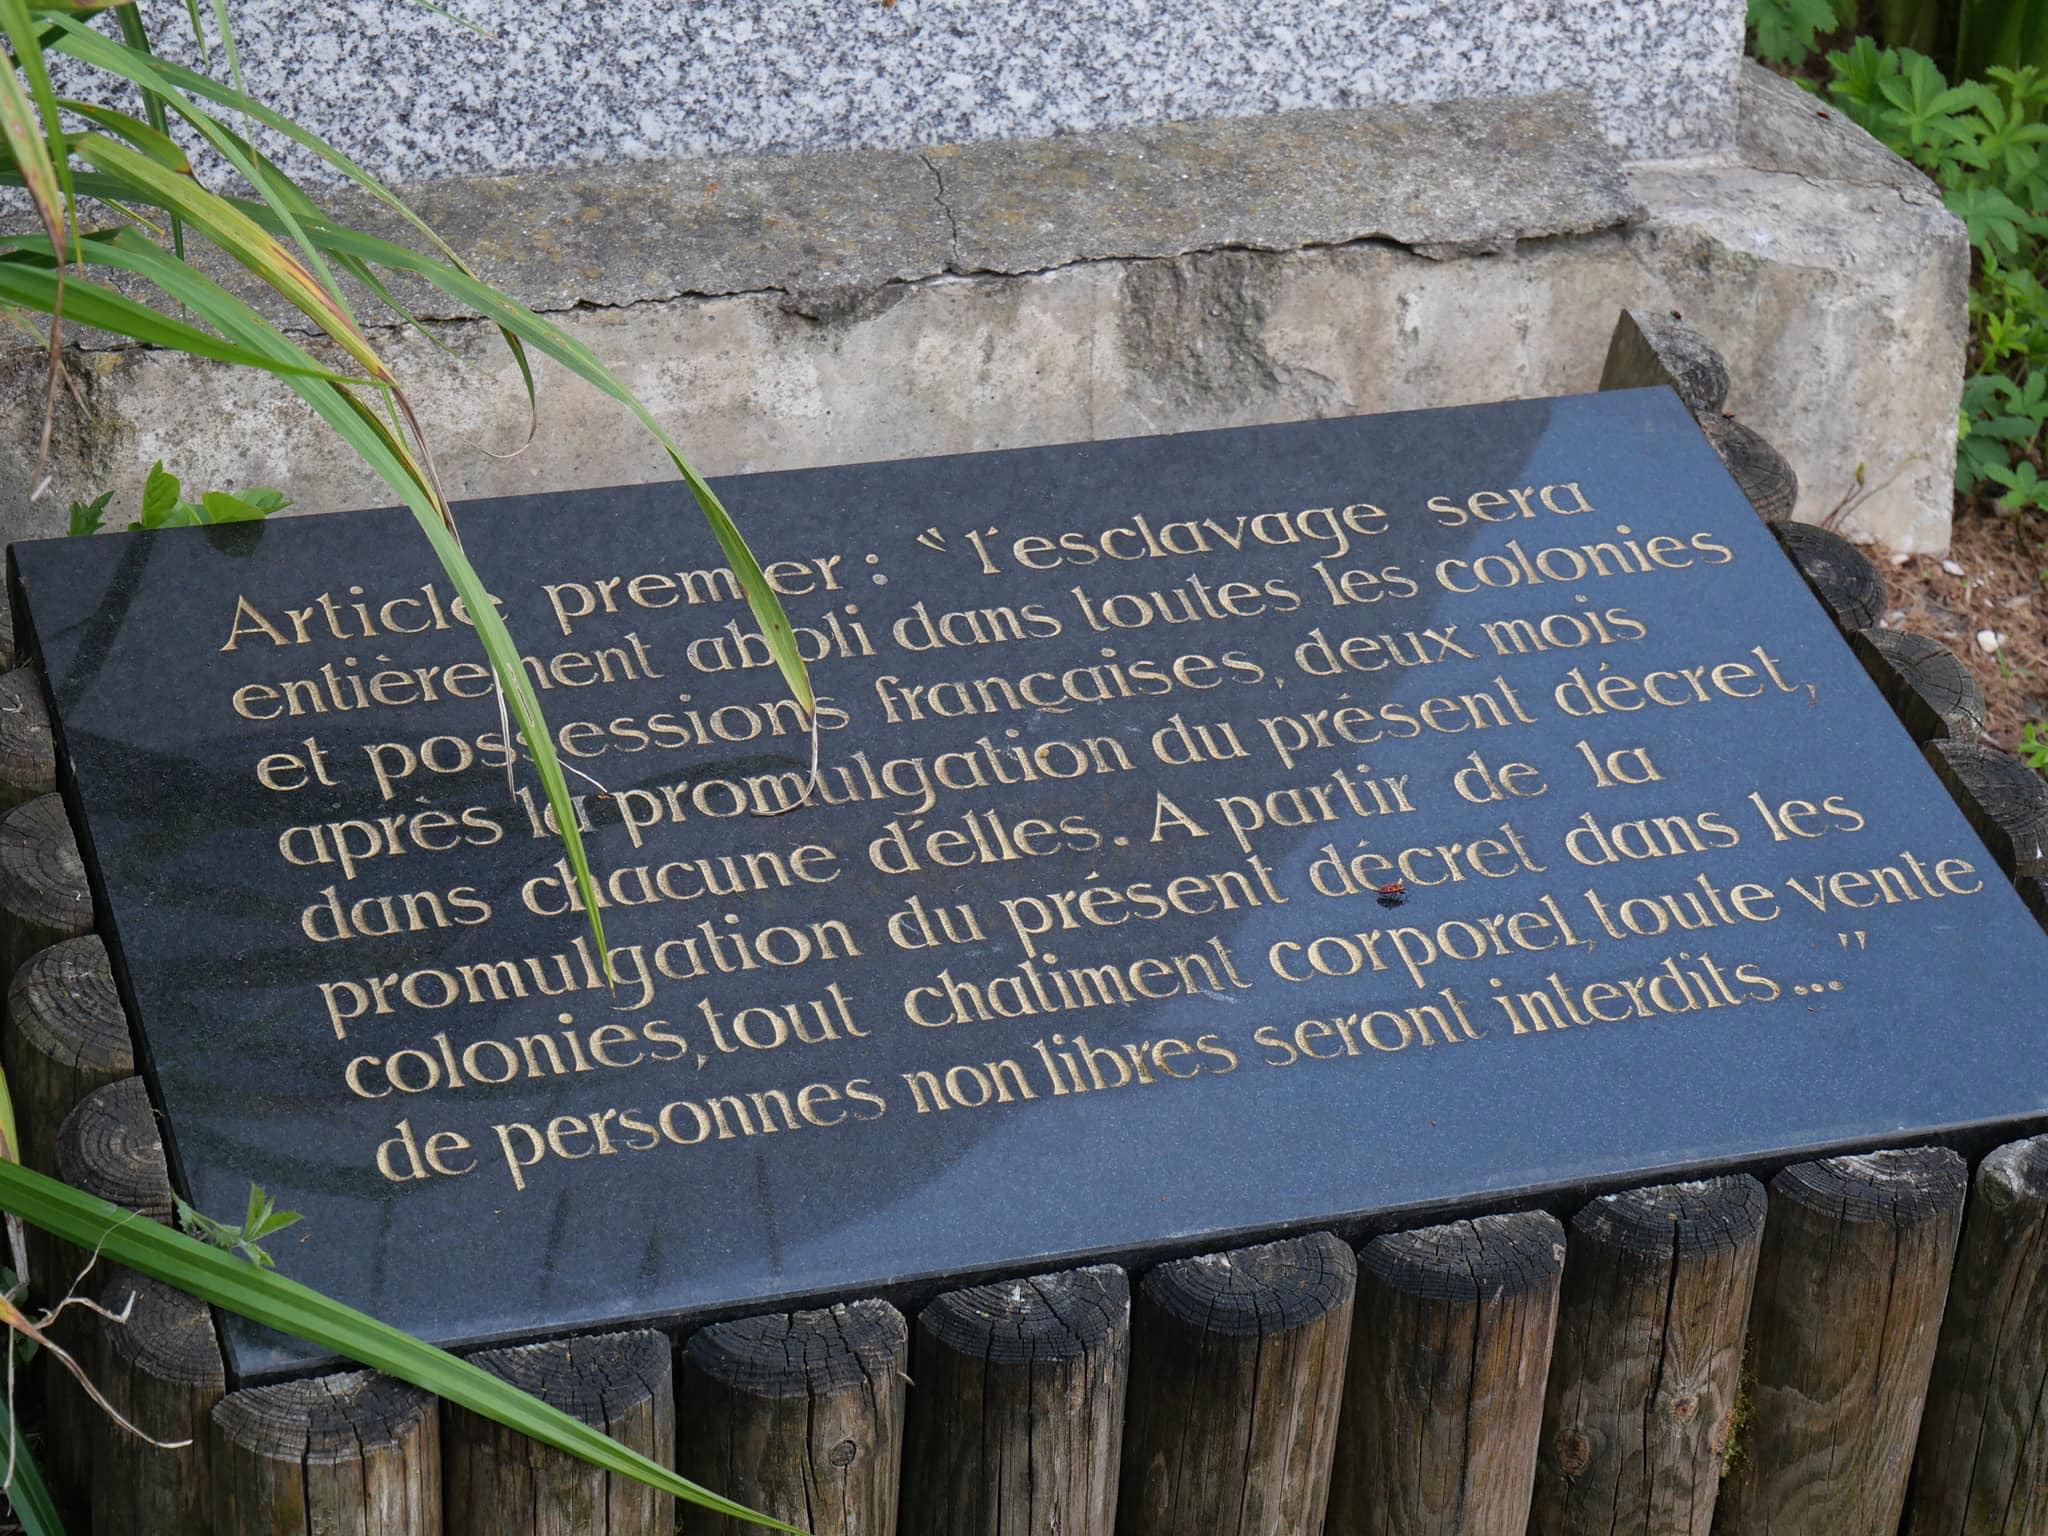 Article premier : " l'esclavage sera
entièrement aboli dans toutes les colonies
et possessions françaises, deux mois
après la promulgation du présent décret,
dans chacune d'elles. A partir de la
promulgation du présent décret dans les
colonies, tout chatiment corporel, toute vente
de personnes non libres seront interdits..."